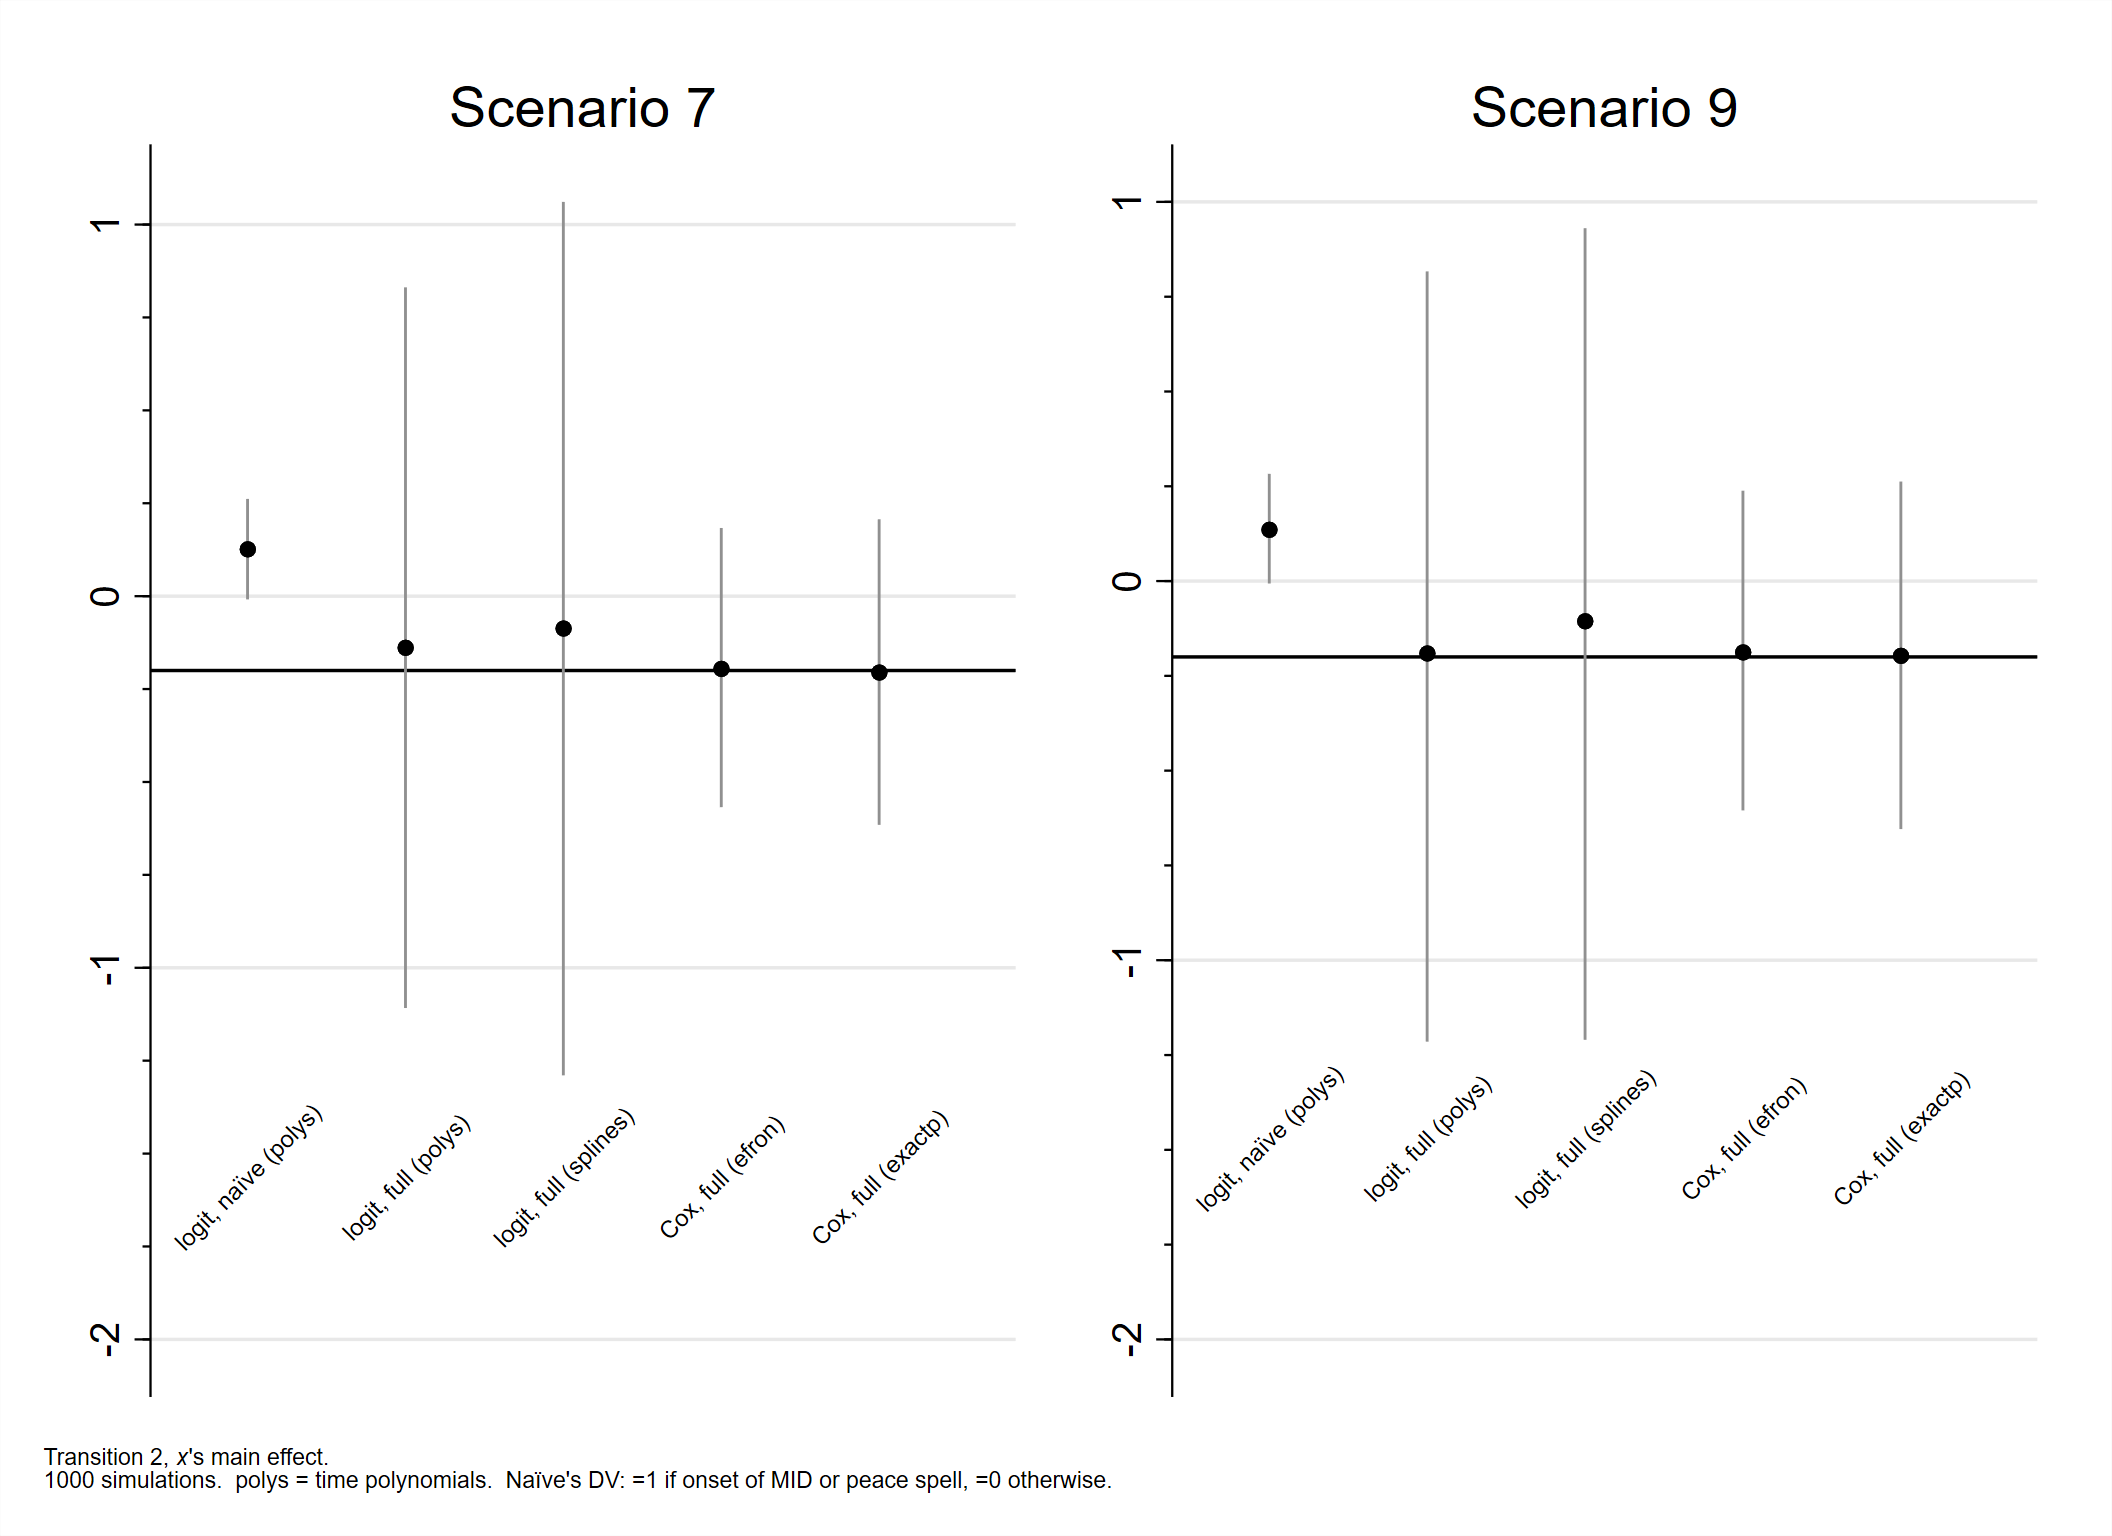 Scenario 7
1
0
-1
-2
logit, naïve (polys)
logit, full (polys)
logit, full (splines)
Cox, full (efron)
Cox, full (exactp)
Scenario 9
1
0
-1
-2
logit, naïve (polys)
logit, full (polys)
logit, full (splines)
Cox, full (efron)
Cox, full (exactp)
Transition 2, x's main effect.
1000 simulations.  polys = time polynomials.  Naïve's DV: =1 if onset of MID or peace spell, =0 otherwise.